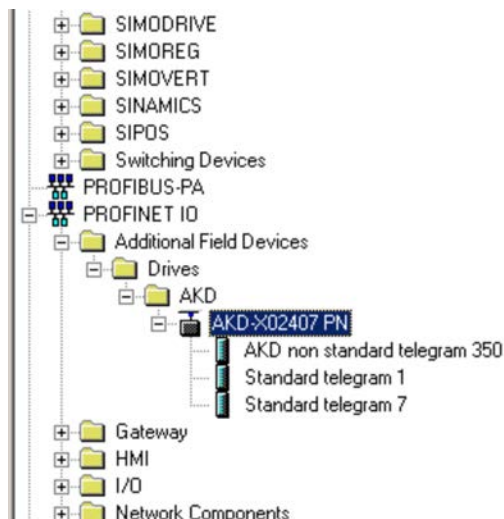 SIMODRIVE
SIMOREG
SIMOVERT
SINAMICS
SIPOS
Switching Devices
PROFIBUS-PA
PROFINET IO
Additional Field Devices
Drives
AKD
AKD-X02407 PN
AKD non standard telegram 350
Standard telegram 1
Standard telegram 7
Gateway
HMI
I/O
Network Components